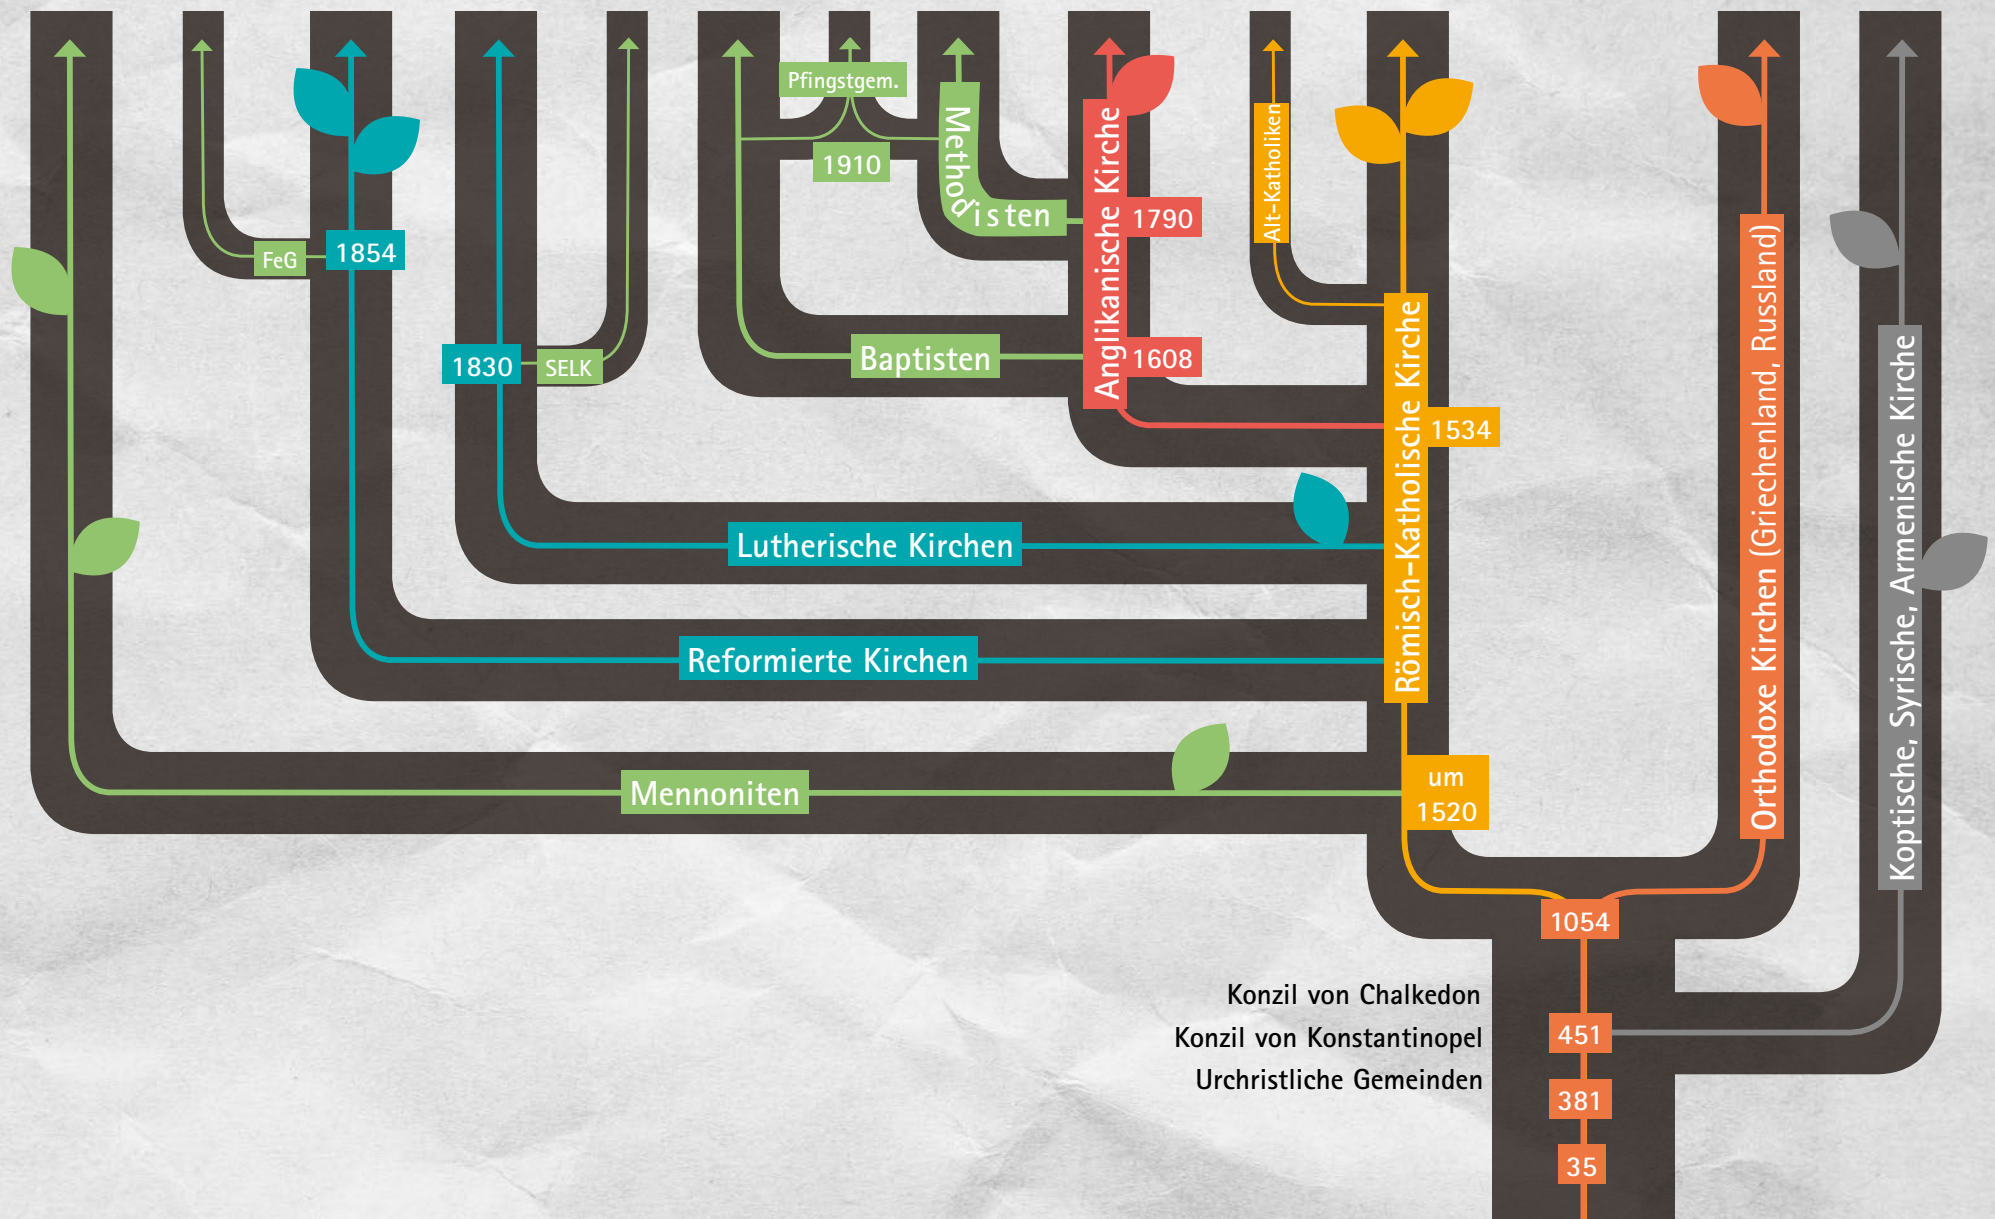 Pfingstgem.
1910
Methodisten
Anglikanische Kirche
1790
1608
Alt-Katholiken
FeG
1854
1830
SELK
Baptisten
Römisch-Katholische Kirche
1534
Orthodoxe Kirchen (Griechenland, Russland)
Koptische, Syrische, Armenische Kirche
Lutherische Kirchen
Reformierte Kirchen
Mennoniten
um
1520
1054
Konzil von Chalkedon
Konzil von Konstantinopel
Urchristliche Gemeinden
451
381
35